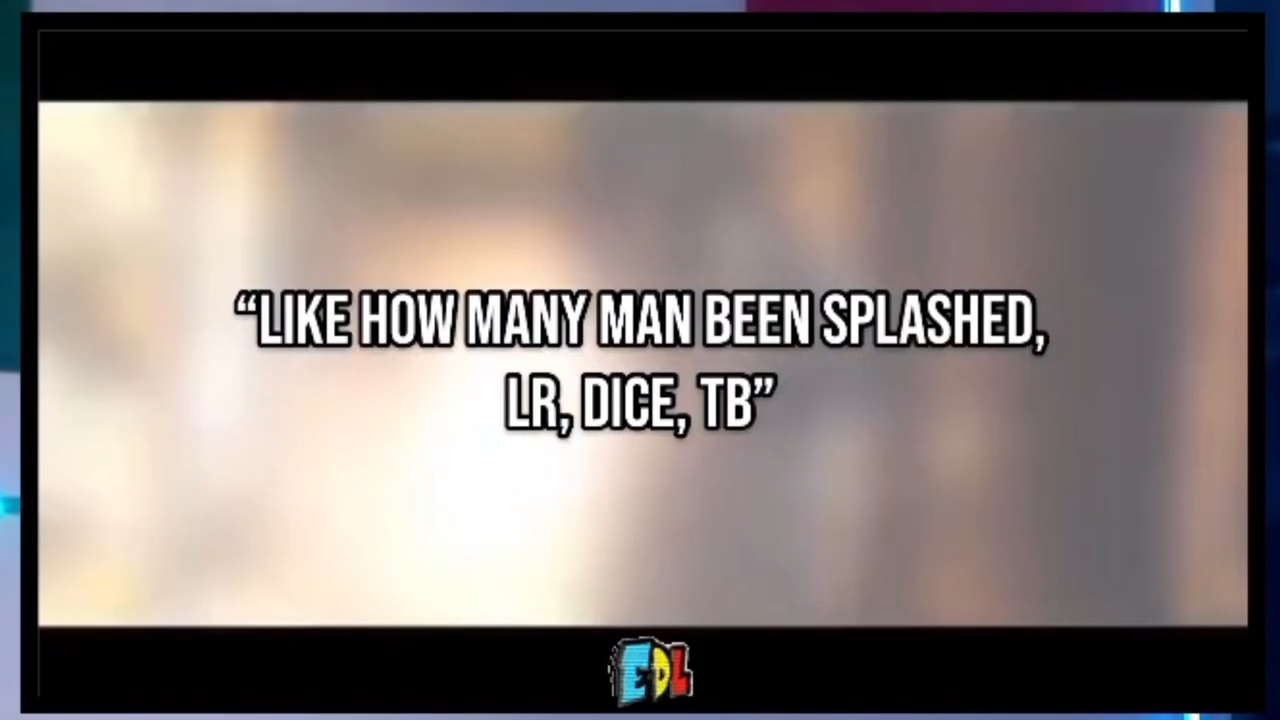 “LIKE HOW MANY MAN BEEN SPLASHED,
LR, DICE, TB”
EDL